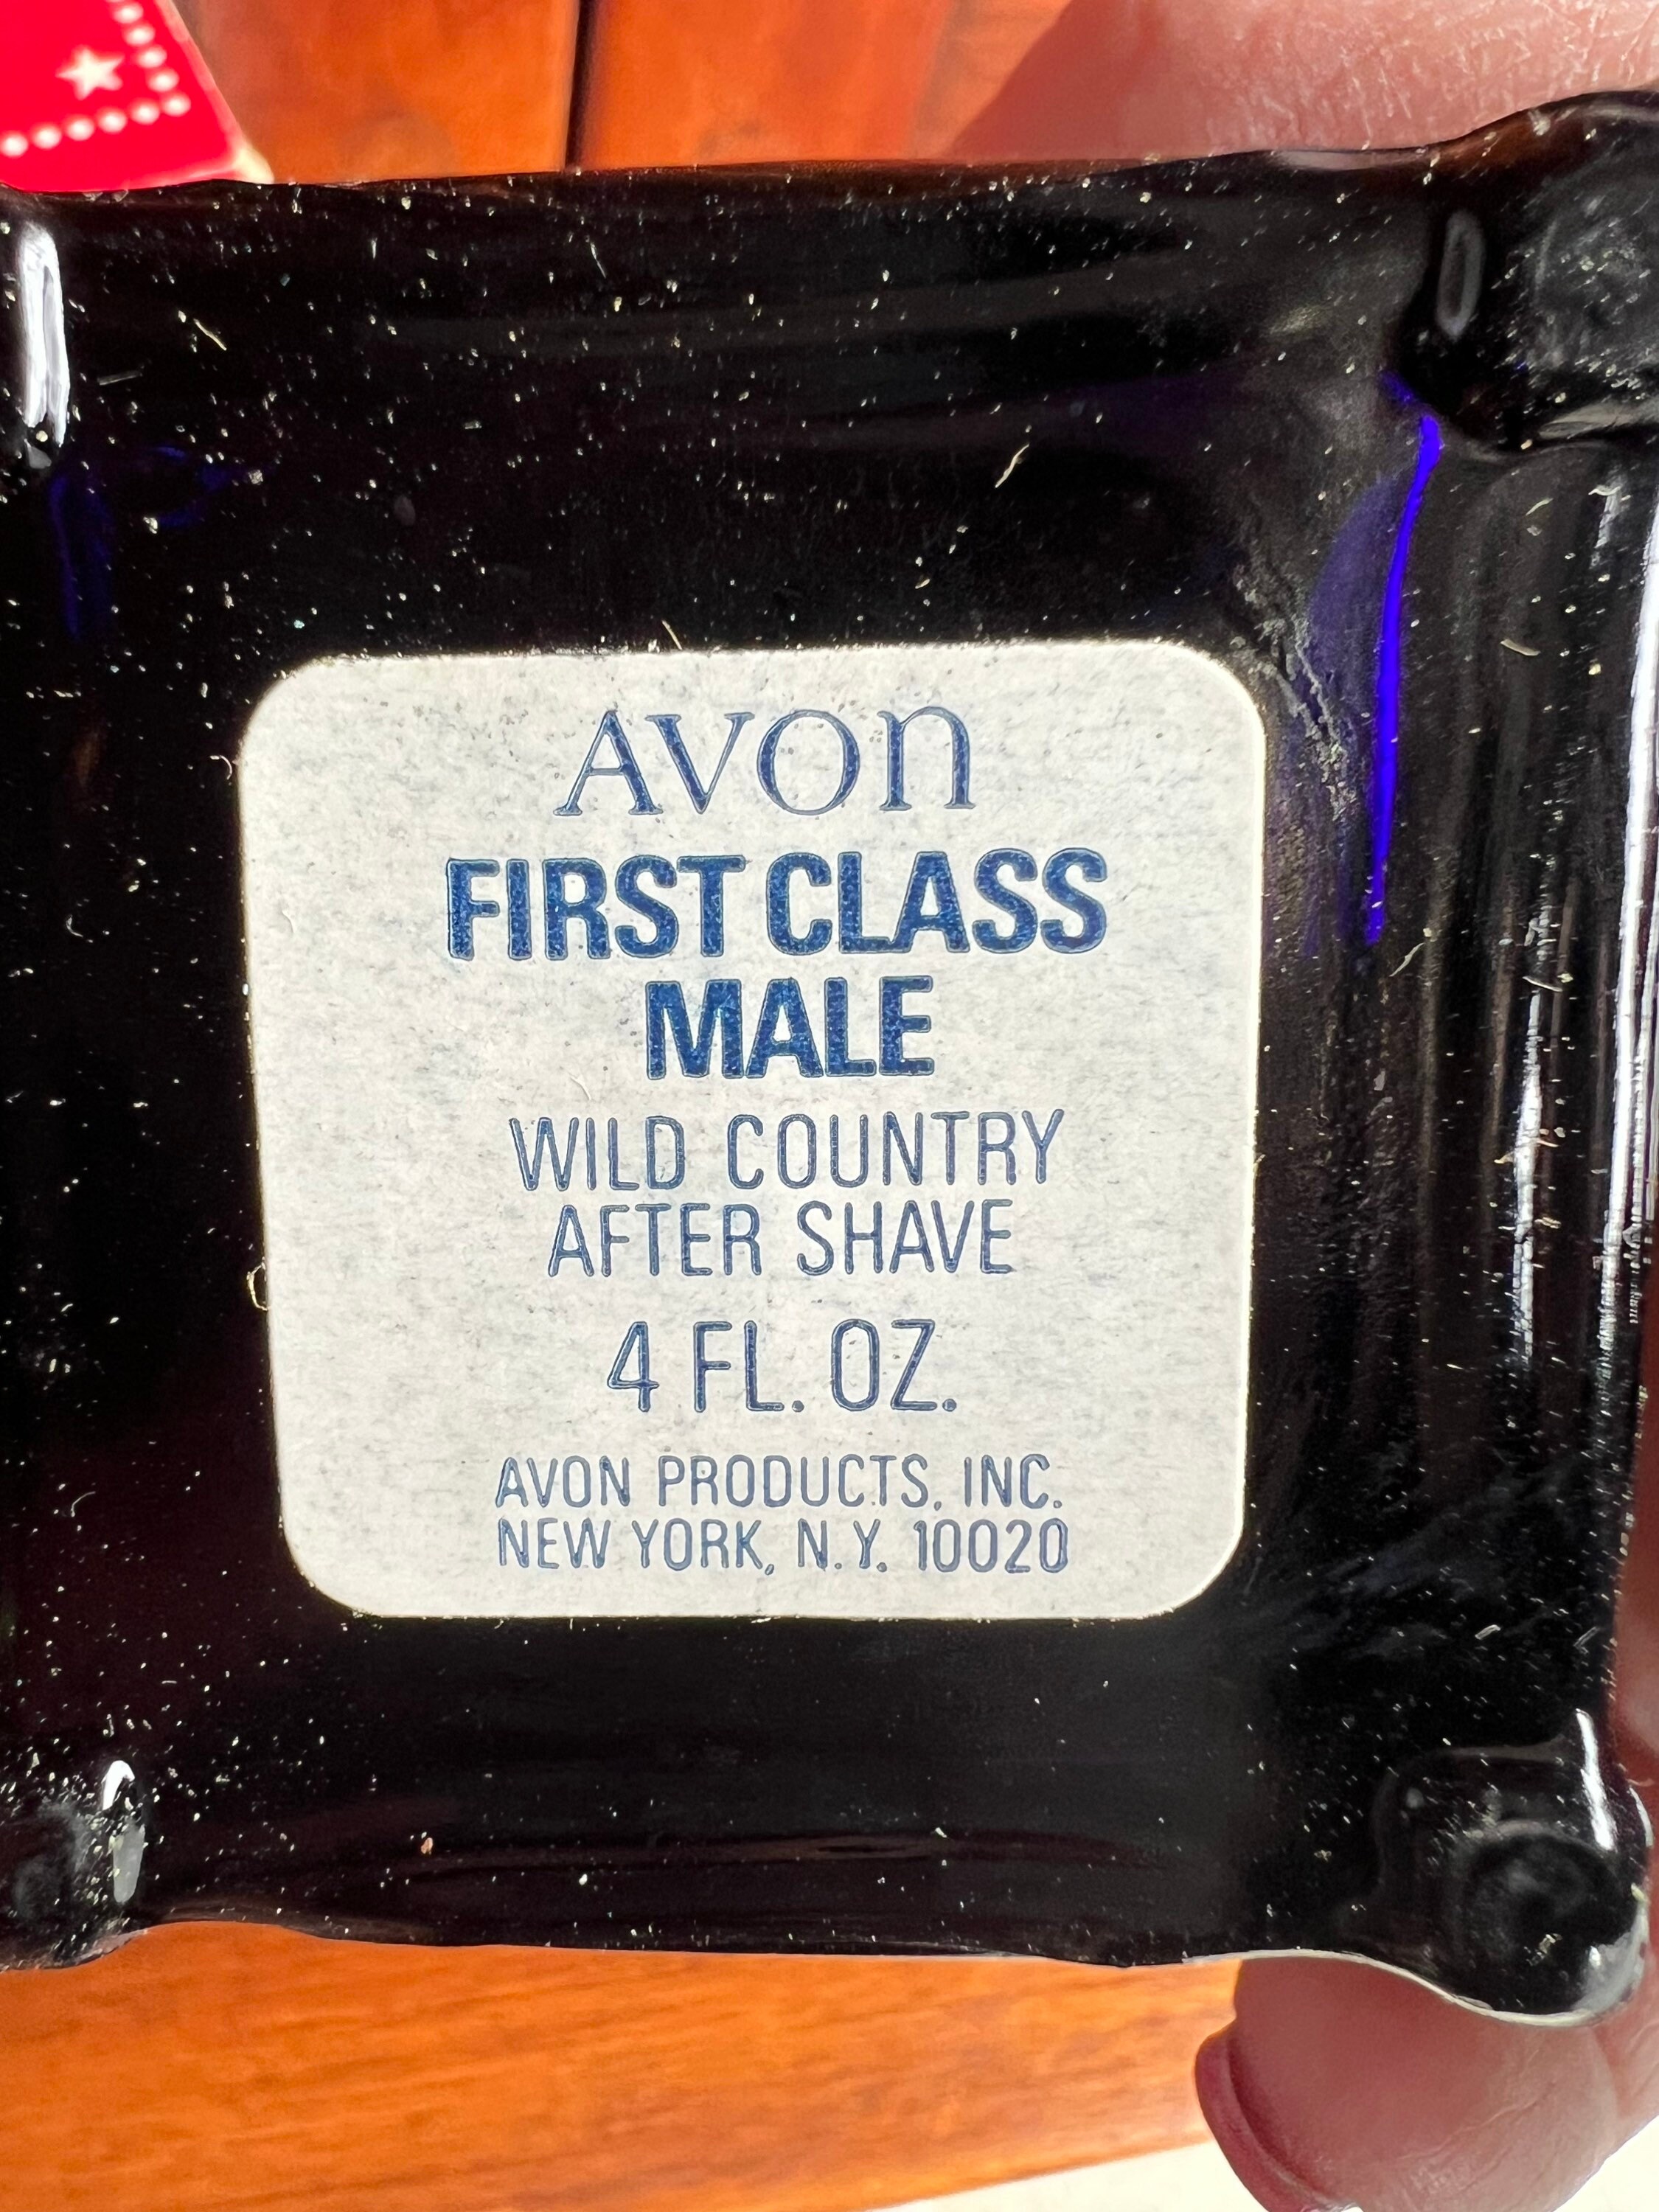 AVON
FIRST CLASS
MALE
WILD COUNTRY
AFTER SHAVE
4 FL. OZ.
AVON PRODUCTS, INC.
NEW YORK, N.Y. 10020